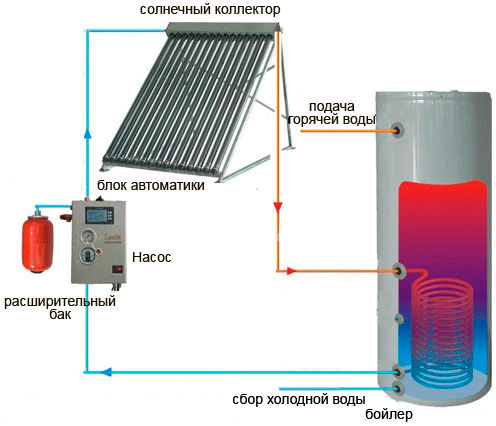 солнечный коллектор
подача
горячей воды
блок автоматики
Насос
расширительный
бак
сбор холодной воды
бойлер